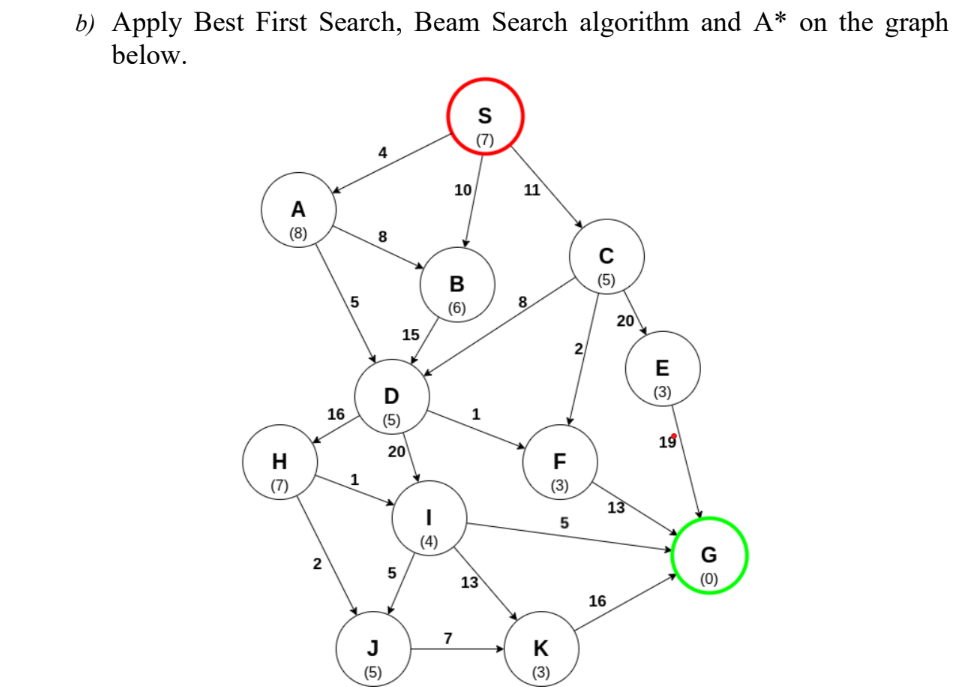 b) Apply Best First Search, Beam Search algorithm and A* on the graph
below.
S
(7)
4
10
11
A
(8)
8
C
(5)
B
(6)
5
8
20
15
2
E
(3)
D
(5)
16
1
20
19
H
(7)
F
(3)
1
13
I
(4)
5
G
(0)
2
5
13
16
J
(5)
7
K
(3)